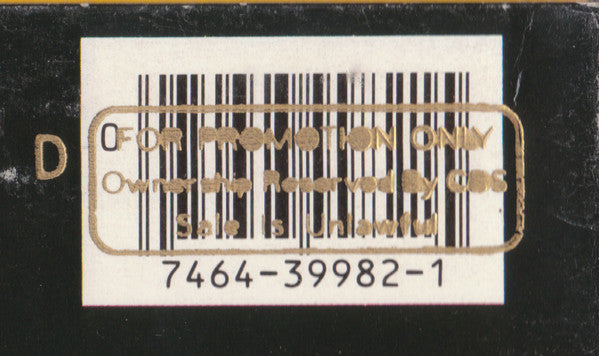 D
0
FOR PROMOTION ONLY
Ownership Reserved By CBS
Sale Is Unlawful
7464-39982-1